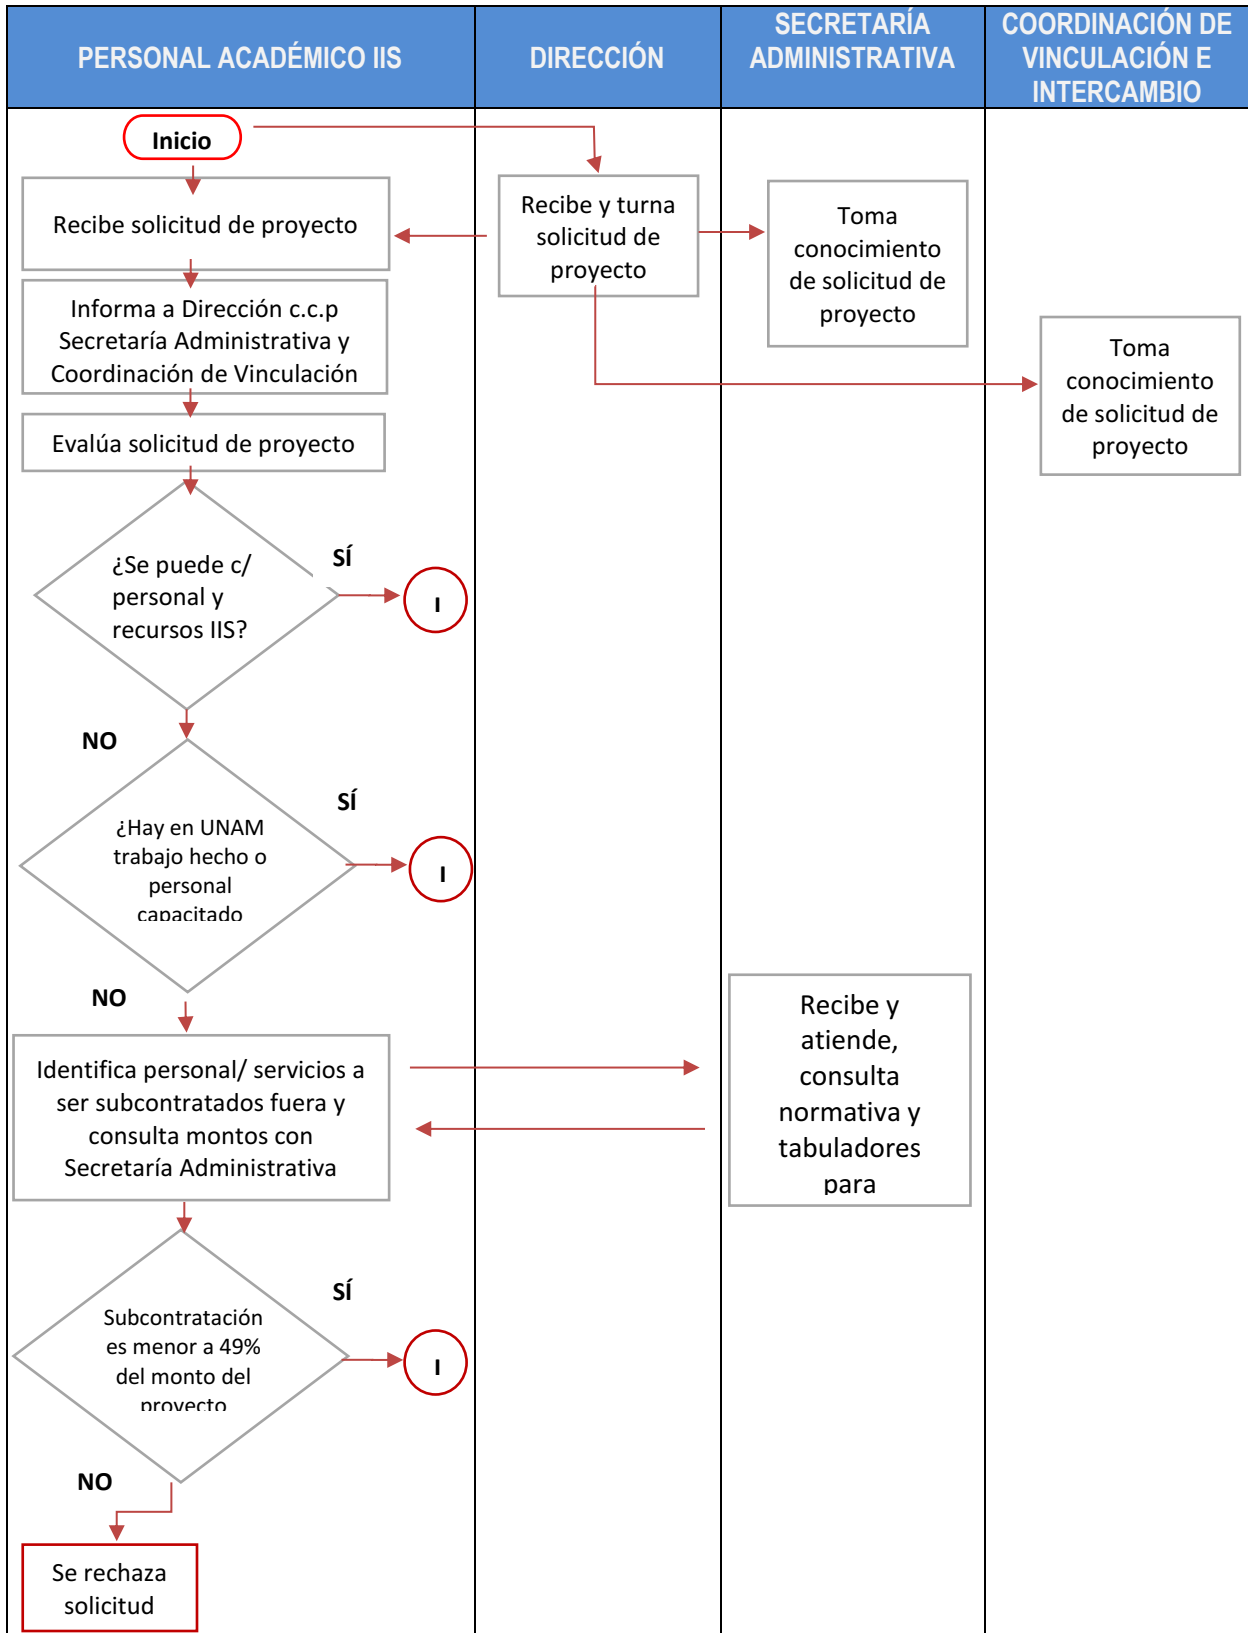 PERSONAL ACADÉMICO IIS
DIRECCIÓN
SECRETARÍA
ADMINISTRATIVA
COORDINACIÓN DE
VINCULACIÓN E
INTERCAMBIO
Inicio
Recibe solicitud de proyecto
Recibe y turna
solicitud de
proyecto
Toma
conocimiento
de solicitud de
proyecto
Informa a Dirección c.c.p
Secretaría Administrativa y
Coordinación de Vinculación
Toma
conocimiento
de solicitud de
proyecto
Evalúa solicitud de proyecto
¿Se puede c/
personal y
recursos IIS?
SÍ
I
NO
¿Hay en UNAM
trabajo hecho o
personal
capacitado
SÍ
I
NO
Identifica personal/ servicios a
ser subcontratados fuera y
consulta montos con
Secretaría Administrativa
Recibe y
atiende,
consulta
normativa y
tabuladores
para
Subcontratación
es menor a 49%
del monto del
proyecto
SÍ
I
NO
Se rechaza
solicitud